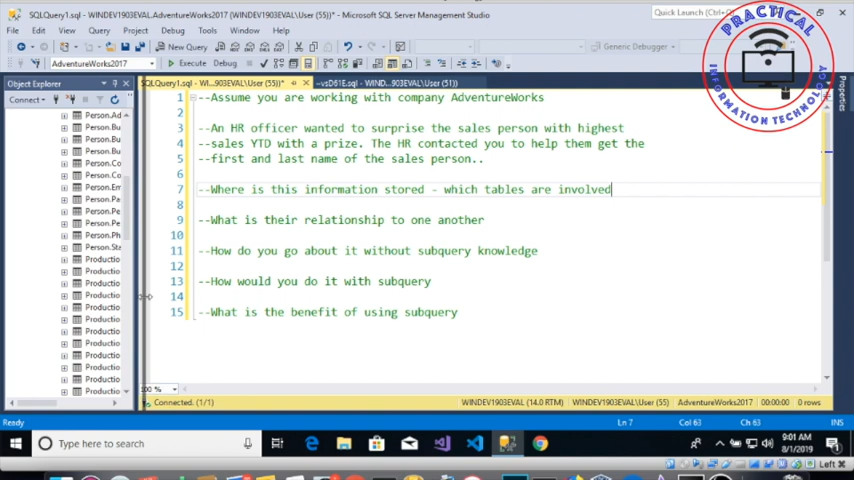 SQLQuery1.sql - WINDEV1903EVAL.AdventureWorks2017 (WINDEV1903EVAL\User (55))* - Microsoft SQL Server Management Studio
Quick Launch (Ctrl+Q)
PRACTICAL
INFORMATION TECHNOLOGY
File Edit View Query Project Debug Tools Window Help
New Query
Generic Debugger
AdventureWorks2017
Execute Debug
Object Explorer
SQLQuery1.sql - WI...903EVAL\User (55))*
~vsD61E.sql - WIND...903EVAL\User (51))
Properties
Connect
Person.Ad
Person.Bu
Person.Bu
Person.Co
Person.Co
Person.Em
Person.Pa
Person.Pe
Person.Ph
Person.Sta
Productio
Productio
Productio
Productio
Productio
Productio
Productio
Productio
Productio
Productio
Productio
Productio
1 --Assume you are working with company AdventureWorks
2
3 --An HR officer wanted to surprise the sales person with highest
4 --sales YTD with a prize. The HR contacted you to help them get the
5 --first and last name of the sales person..
6
7 --Where is this information stored - which tables are involved
8
9 --What is their relationship to one another
10
11 --How do you go about it without subquery knowledge
12
13 --How would you do it with subquery
14
15 --What is the benefit of using subquery
100 %
Connected. (1/1)
WINDEV1903EVAL (14.0 RTM) WINDEV1903EVAL\User (55) AdventureWorks2017 00:00:00 0 rows
Ready
Ln 7 Col 63 Ch 63 INS
Type here to search
9:01 AM
8/1/2019
Left